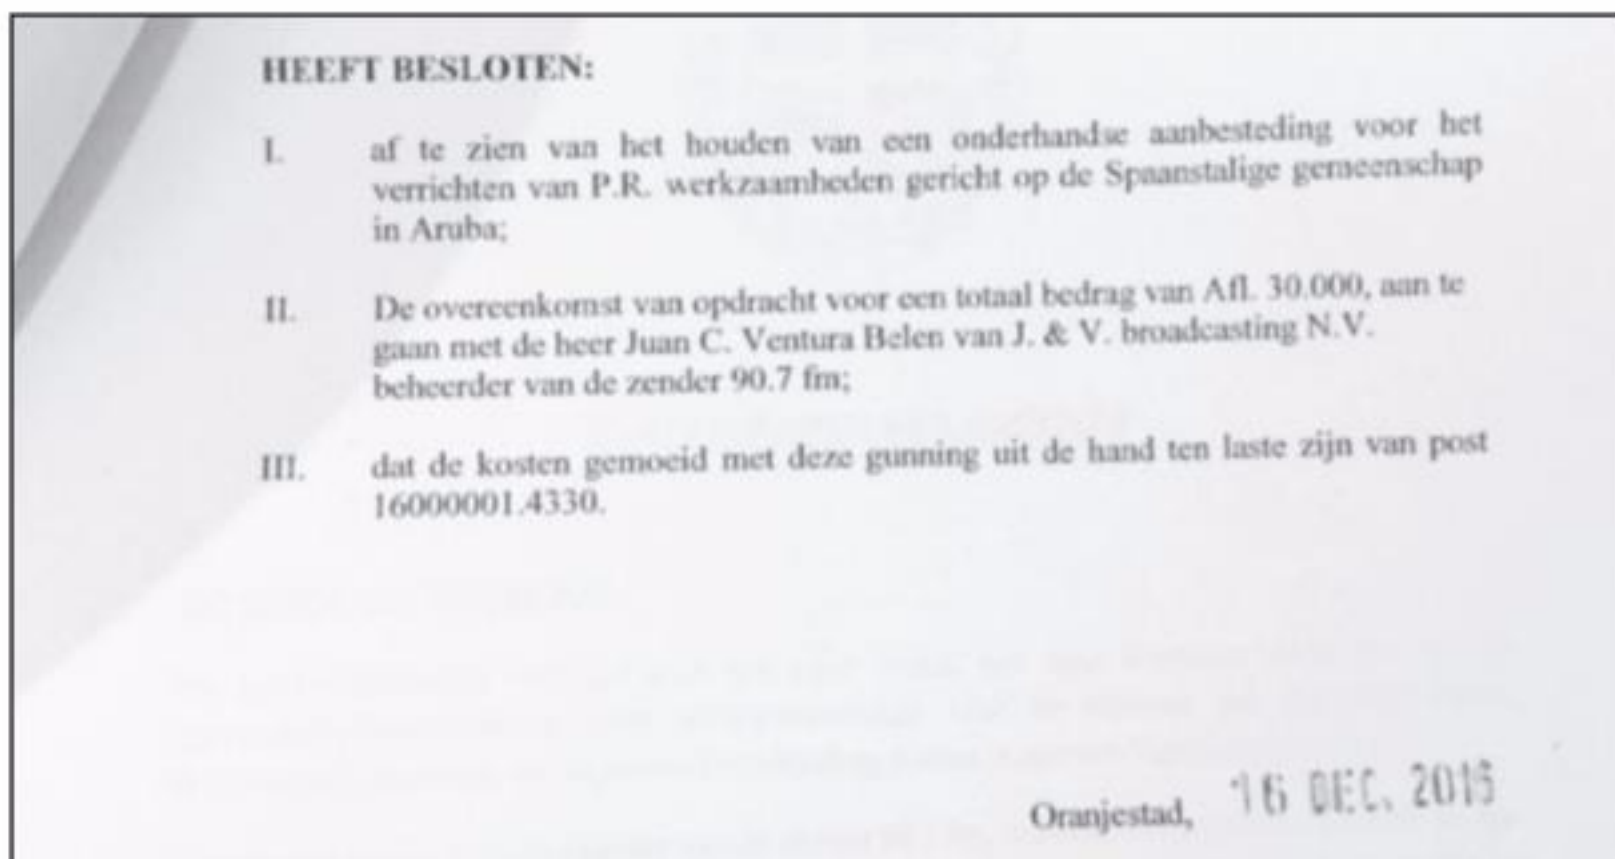 HEEFT BESLOTEN:
I. af te zien van het houden van een onderhandse aanbesteding voor het
verrichten van P.R. werkzaamheden gericht op de Spaanstalige gemeenschap
in Aruba;
II. De overeenkomst van opdracht voor een totaal bedrag van Afl. 30.000, aan te
gaan met de heer Juan C. Ventura Belen van J. & V. broadcasting N.V.
beheerder van de zender 90.7 fm;
III. dat de kosten gemoeid met deze gunning uit de hand ten laste zijn van post
16000001.4330.
Oranjestad, 16 DEC.